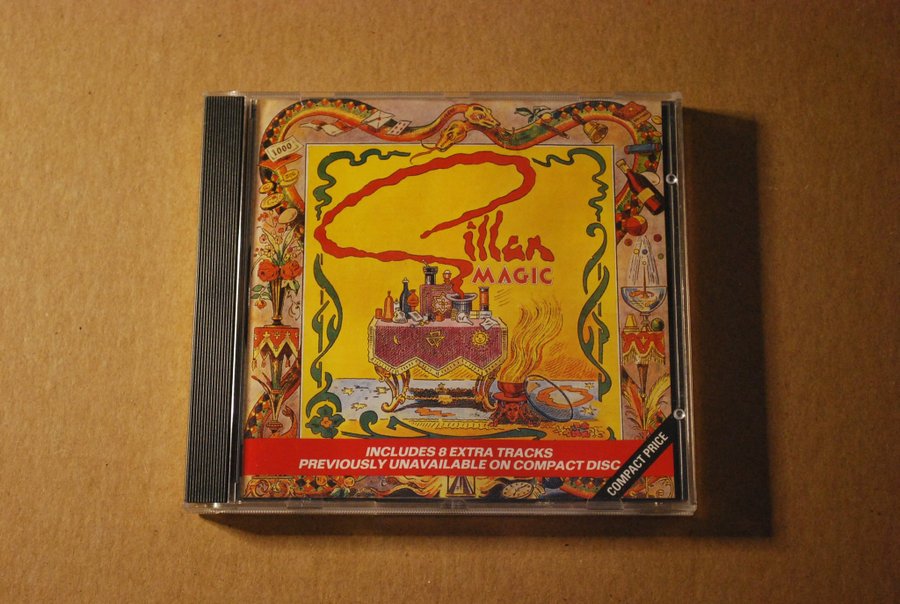 1000
Gillan
MAGIC
INCLUDES 8 EXTRA TRACKS
PREVIOUSLY UNAVAILABLE ON COMPACT DISC
COMPACT PRICE